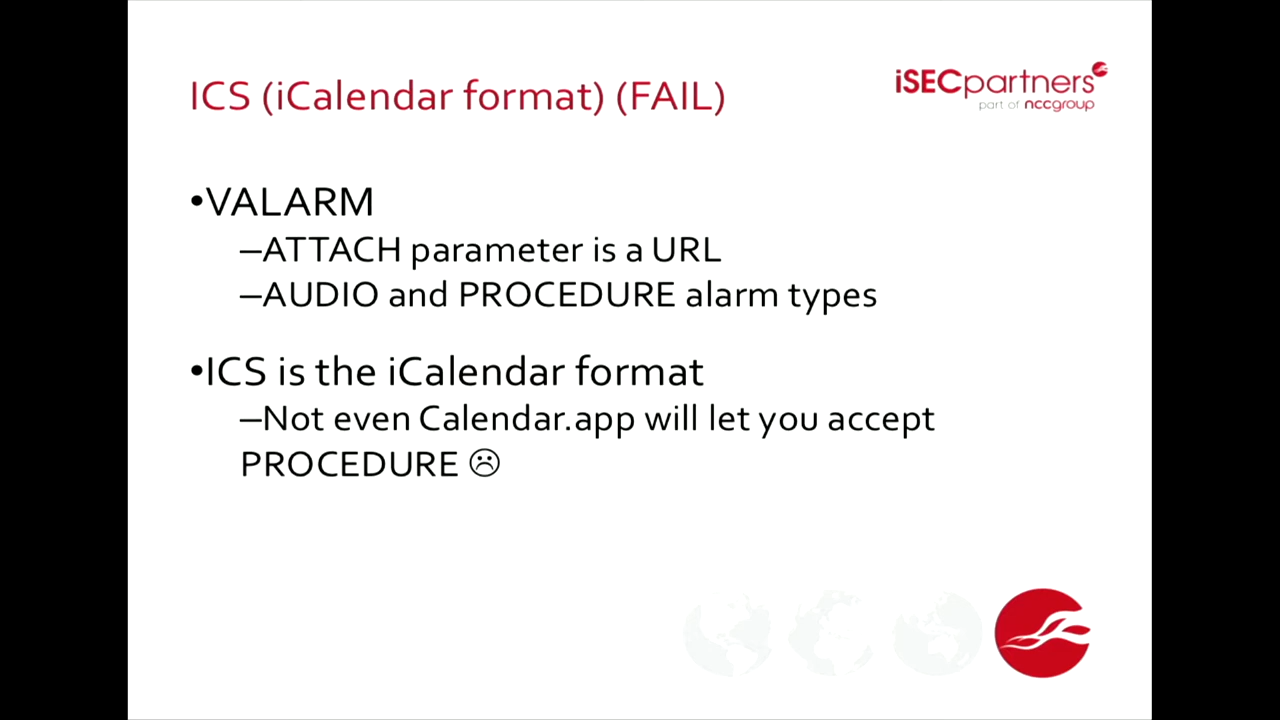 ICS (iCalendar format) (FAIL)
iSECpartners
part of nccgroup
•VALARM
–ATTACH parameter is a URL
–AUDIO and PROCEDURE alarm types
•ICS is the iCalendar format
–Not even Calendar.app will let you accept
PROCEDURE ☹